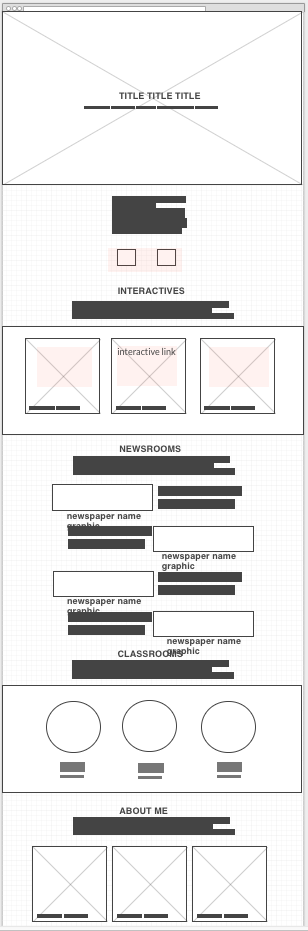 TITLE TITLE TITLE
INTERACTIVES
interactive link
NEWSROOMS
newspaper name
graphic
newspaper name
graphic
newspaper name
graphic
newspaper name
graphic
CLASSROOMS
ABOUT ME